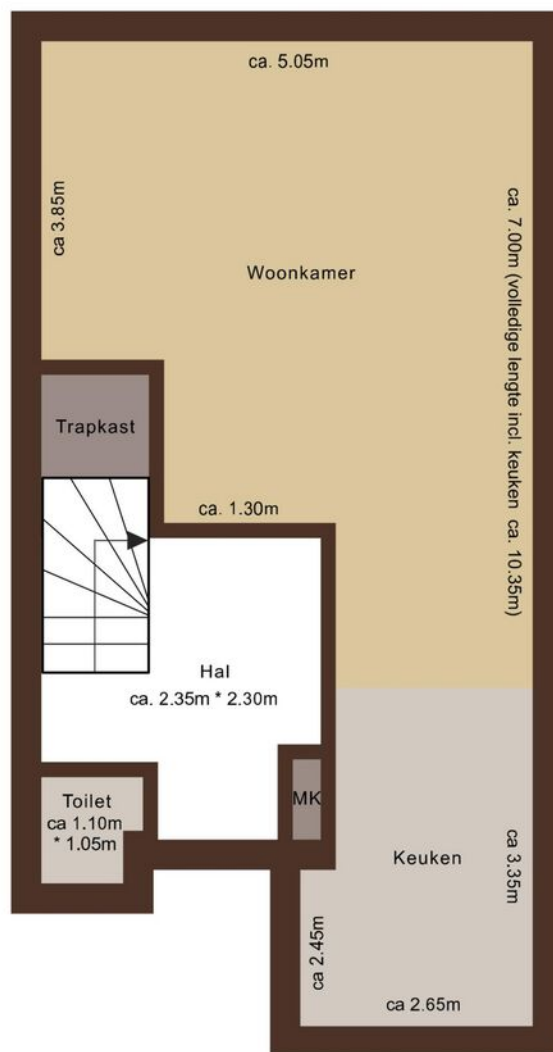 ca. 5.05m
ca 3.85m
Woonkamer
ca. 7.00m (volledige lengte incl. keuken ca. 10.35m)
Trapkast
ca. 1.30m
Hal
ca. 2.35m * 2.30m
Toilet
ca 1.10m
* 1.05m
MK
Keuken
ca 3.35m
ca 2.45m
ca 2.65m